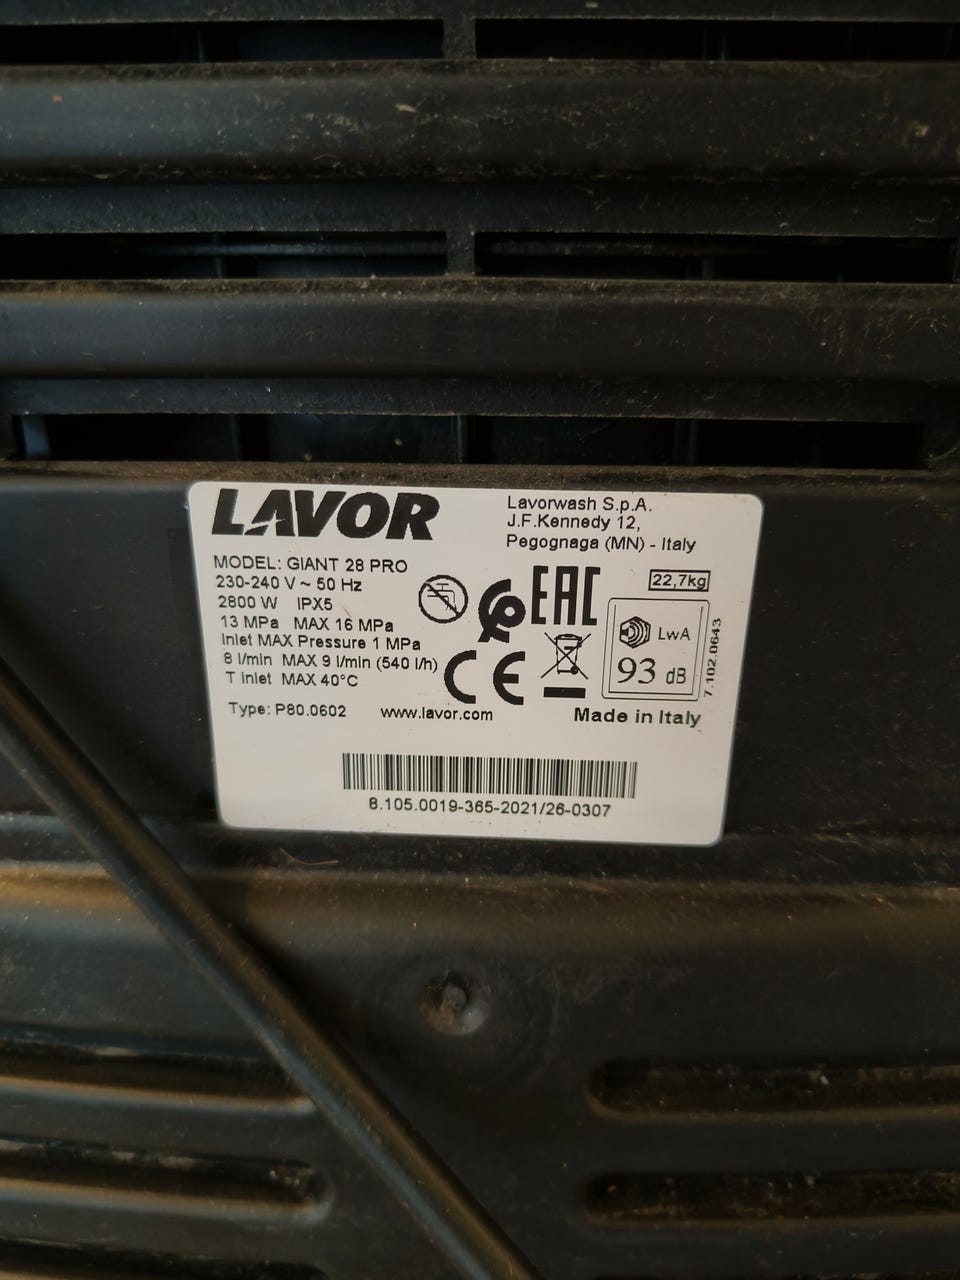 LAVOR
Lavorwash S.p.A.
J.F.Kennedy 12,
Pegognaga (MN) - Italy
MODEL: GIANT 28 PRO
230-240 V ~ 50 Hz
2800 W IPX5
13 MPa MAX 16 MPa
Inlet MAX Pressure 1 MPa
8 l/min MAX 9 l/min (540 l/h)
T inlet MAX 40°C
EAC
22,7kg
CE
LwA
93 dB
7.102.0643
Type: P80.0602
www.lavor.com
Made in Italy
8.105.0019-365-2021/26-0307